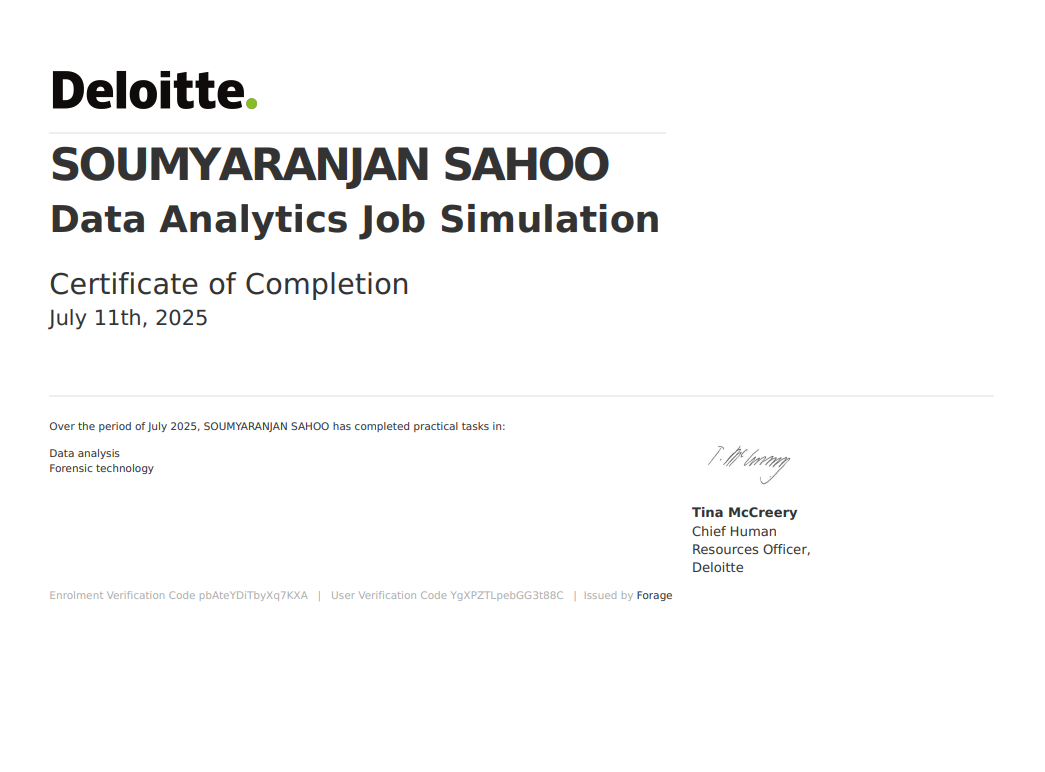 Deloitte.
SOUMYARANJAN SAHOO
Data Analytics Job Simulation
Certificate of Completion
July 11th, 2025
Over the period of July 2025, SOUMYARANJAN SAHOO has completed practical tasks in:
Data analysis
Forensic technology
Tina McCreery
Chief Human
Resources Officer,
Deloitte
Enrolment Verification Code pbAteYDiTbyXq7KXA | User Verification Code YgXPZTLpebGG3t88C | Issued by Forage